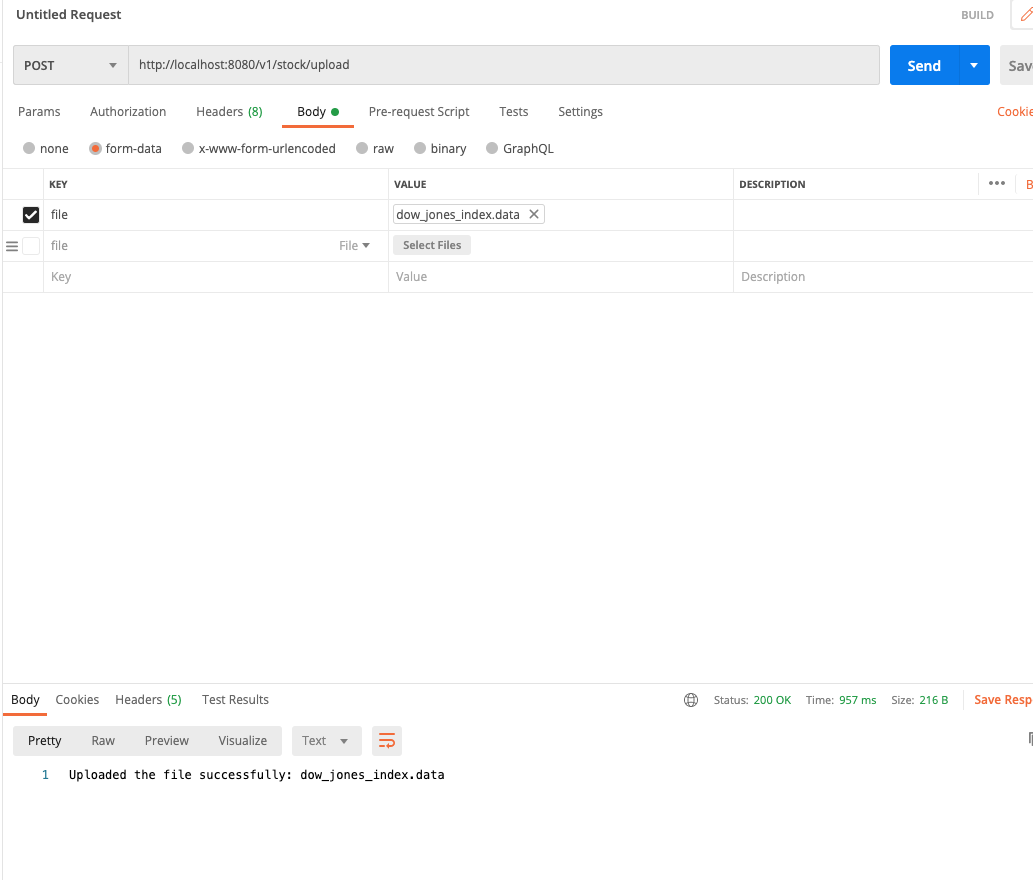 Untitled Request BUILD
POST http://localhost:8080/v1/stock/upload Send Sav
Params Authorization Headers (8) Body Pre-request Script Tests Settings Cookie
none form-data x-www-form-urlencoded raw binary GraphQL
KEY VALUE DESCRIPTION ••• B
file dow_jones_index.data
file File Select Files
Key Value Description
Body Cookies Headers (5) Test Results Status: 200 OK Time: 957 ms Size: 216 B Save Resp
Pretty Raw Preview Visualize Text
1 Uploaded the file successfully: dow_jones_index.data